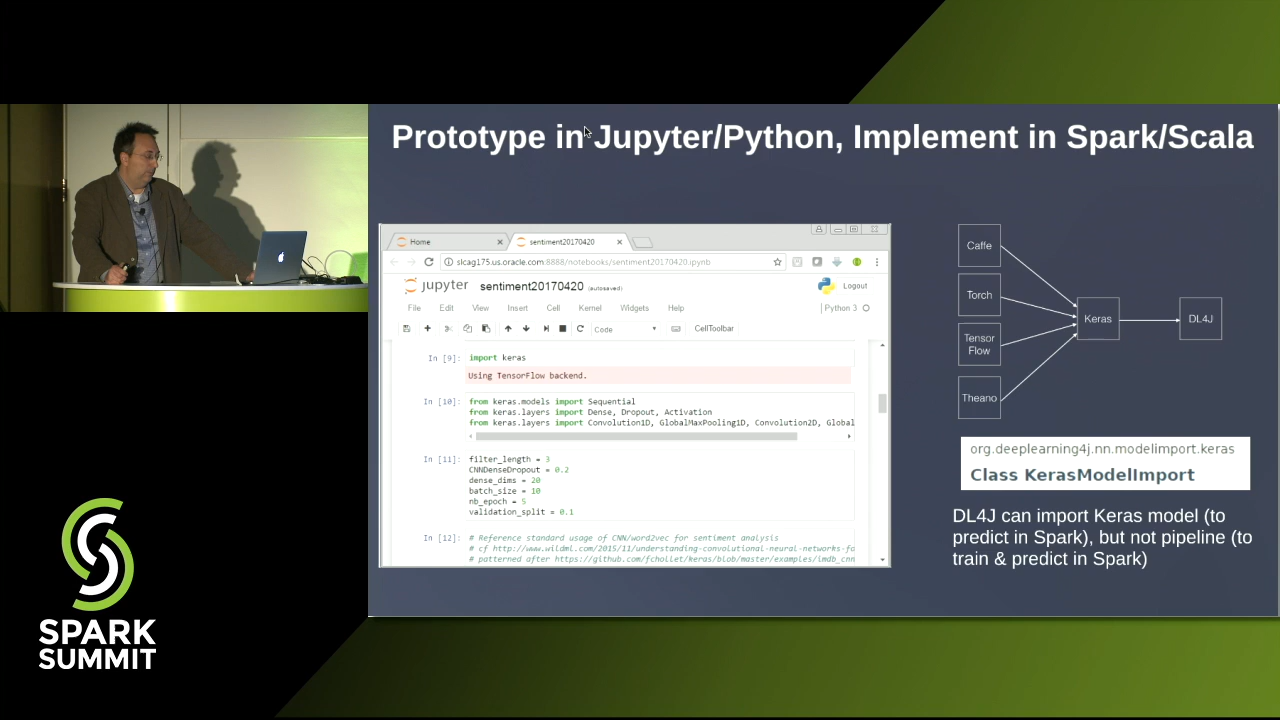 Prototype in Jupyter/Python, Implement in Spark/Scala
Home
sentiment20170420
slcag175.us.oracle.com:8888/notebooks/sentiment20170420.ipynb
jupyter sentiment20170420 (autosaved)
Logout
File Edit View Insert Cell Kernel Widgets Help
Python 3
Code
CellToolbar
In [9]: import keras
Using TensorFlow backend.
In [10]: from keras.models import Sequential
from keras.layers import Dense, Dropout, Activation
from keras.layers import Convolution1D, GlobalMaxPooling1D, Convolution2D, Global
In [11]: filter_length = 3
CNNDenseDropout = 0.2
dense_dims = 20
batch_size = 10
nb_epoch = 5
validation_split = 0.1
In [12]: # Reference standard usage of CNN/word2vec for sentiment analysis
# cf http://www.wildml.com/2015/11/understanding-convolutional-neural-networks-fo
# patterned after https://github.com/fchollet/keras/blob/master/examples/imdb_cnn
Caffe
Torch
Tensor
Flow
Theano
Keras
DL4J
org.deeplearning4j.nn.modelimport.keras
Class KerasModelImport
DL4J can import Keras model (to
predict in Spark), but not pipeline (to
train & predict in Spark)
SPARK
SUMMIT